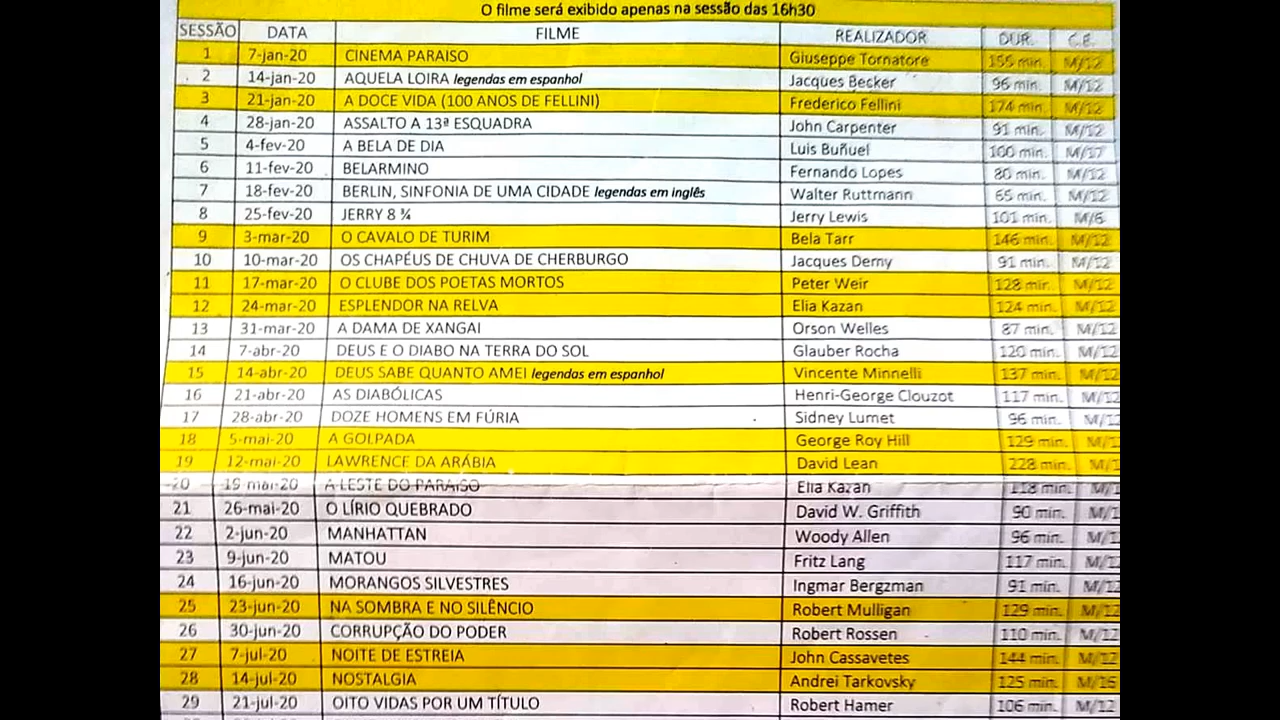 O filme será exibido apenas na sessão das 16h30
SESSÃO DATA FILME REALIZADOR DUR. C.E.
1 7-jan-20 CINEMA PARAISO Giuseppe Tornatore 155 min. M/12
2 14-jan-20 AQUELA LOIRA legendas em espanhol Jacques Becker 96 min. M/12
3 21-jan-20 A DOCE VIDA (100 ANOS DE FELLINI) Frederico Fellini 174 min. M/12
4 28-jan-20 ASSALTO A 13ª ESQUADRA John Carpenter 91 min. M/12
5 4-fev-20 A BELA DE DIA Luis Buñuel 100 min. M/17
6 11-fev-20 BELARMINO Fernando Lopes 80 min. M/12
7 18-fev-20 BERLIN, SINFONIA DE UMA CIDADE legendas em inglês Walter Ruttmann 65 min. M/12
8 25-fev-20 JERRY 8 ¾ Jerry Lewis 101 min. M/6
9 3-mar-20 O CAVALO DE TURIM Bela Tarr 146 min. M/12
10 10-mar-20 OS CHAPÉUS DE CHUVA DE CHERBURGO Jacques Demy 91 min. M/12
11 17-mar-20 O CLUBE DOS POETAS MORTOS Peter Weir 128 min. M/12
12 24-mar-20 ESPLENDOR NA RELVA Elia Kazan 124 min. M/12
13 31-mar-20 A DAMA DE XANGAI Orson Welles 87 min. M/12
14 7-abr-20 DEUS E O DIABO NA TERRA DO SOL Glauber Rocha 120 min. M/12
15 14-abr-20 DEUS SABE QUANTO AMEI legendas em espanhol Vincente Minnelli 137 min. M/12
16 21-abr-20 AS DIABÓLICAS Henri-George Clouzot 117 min. M/12
17 28-abr-20 DOZE HOMENS EM FÚRIA Sidney Lumet 96 min. M/12
18 5-mai-20 A GOLPADA George Roy Hill 129 min. M/1
19 12-mai-20 LAWRENCE DA ARÁBIA David Lean 228 min. M/1
20 19-mai-20 A LESTE DO PARAISO Elia Kazan 118 min. M/1
21 26-mai-20 O LÍRIO QUEBRADO David W. Griffith 90 min. M/1
22 2-jun-20 MANHATTAN Woody Allen 96 min. M/1
23 9-jun-20 MATOU Fritz Lang 117 min. M/1
24 16-jun-20 MORANGOS SILVESTRES Ingmar Bergzman 91 min. M/12
25 23-jun-20 NA SOMBRA E NO SILÊNCIO Robert Mulligan 129 min. M/12
26 30-jun-20 CORRUPÇÃO DO PODER Robert Rossen 110 min. M/12
27 7-jul-20 NOITE DE ESTREIA John Cassavetes 144 min. M/12
28 14-jul-20 NOSTALGIA Andrei Tarkovsky 125 min. M/16
29 21-jul-20 OITO VIDAS POR UM TÍTULO Robert Hamer 106 min. M/12